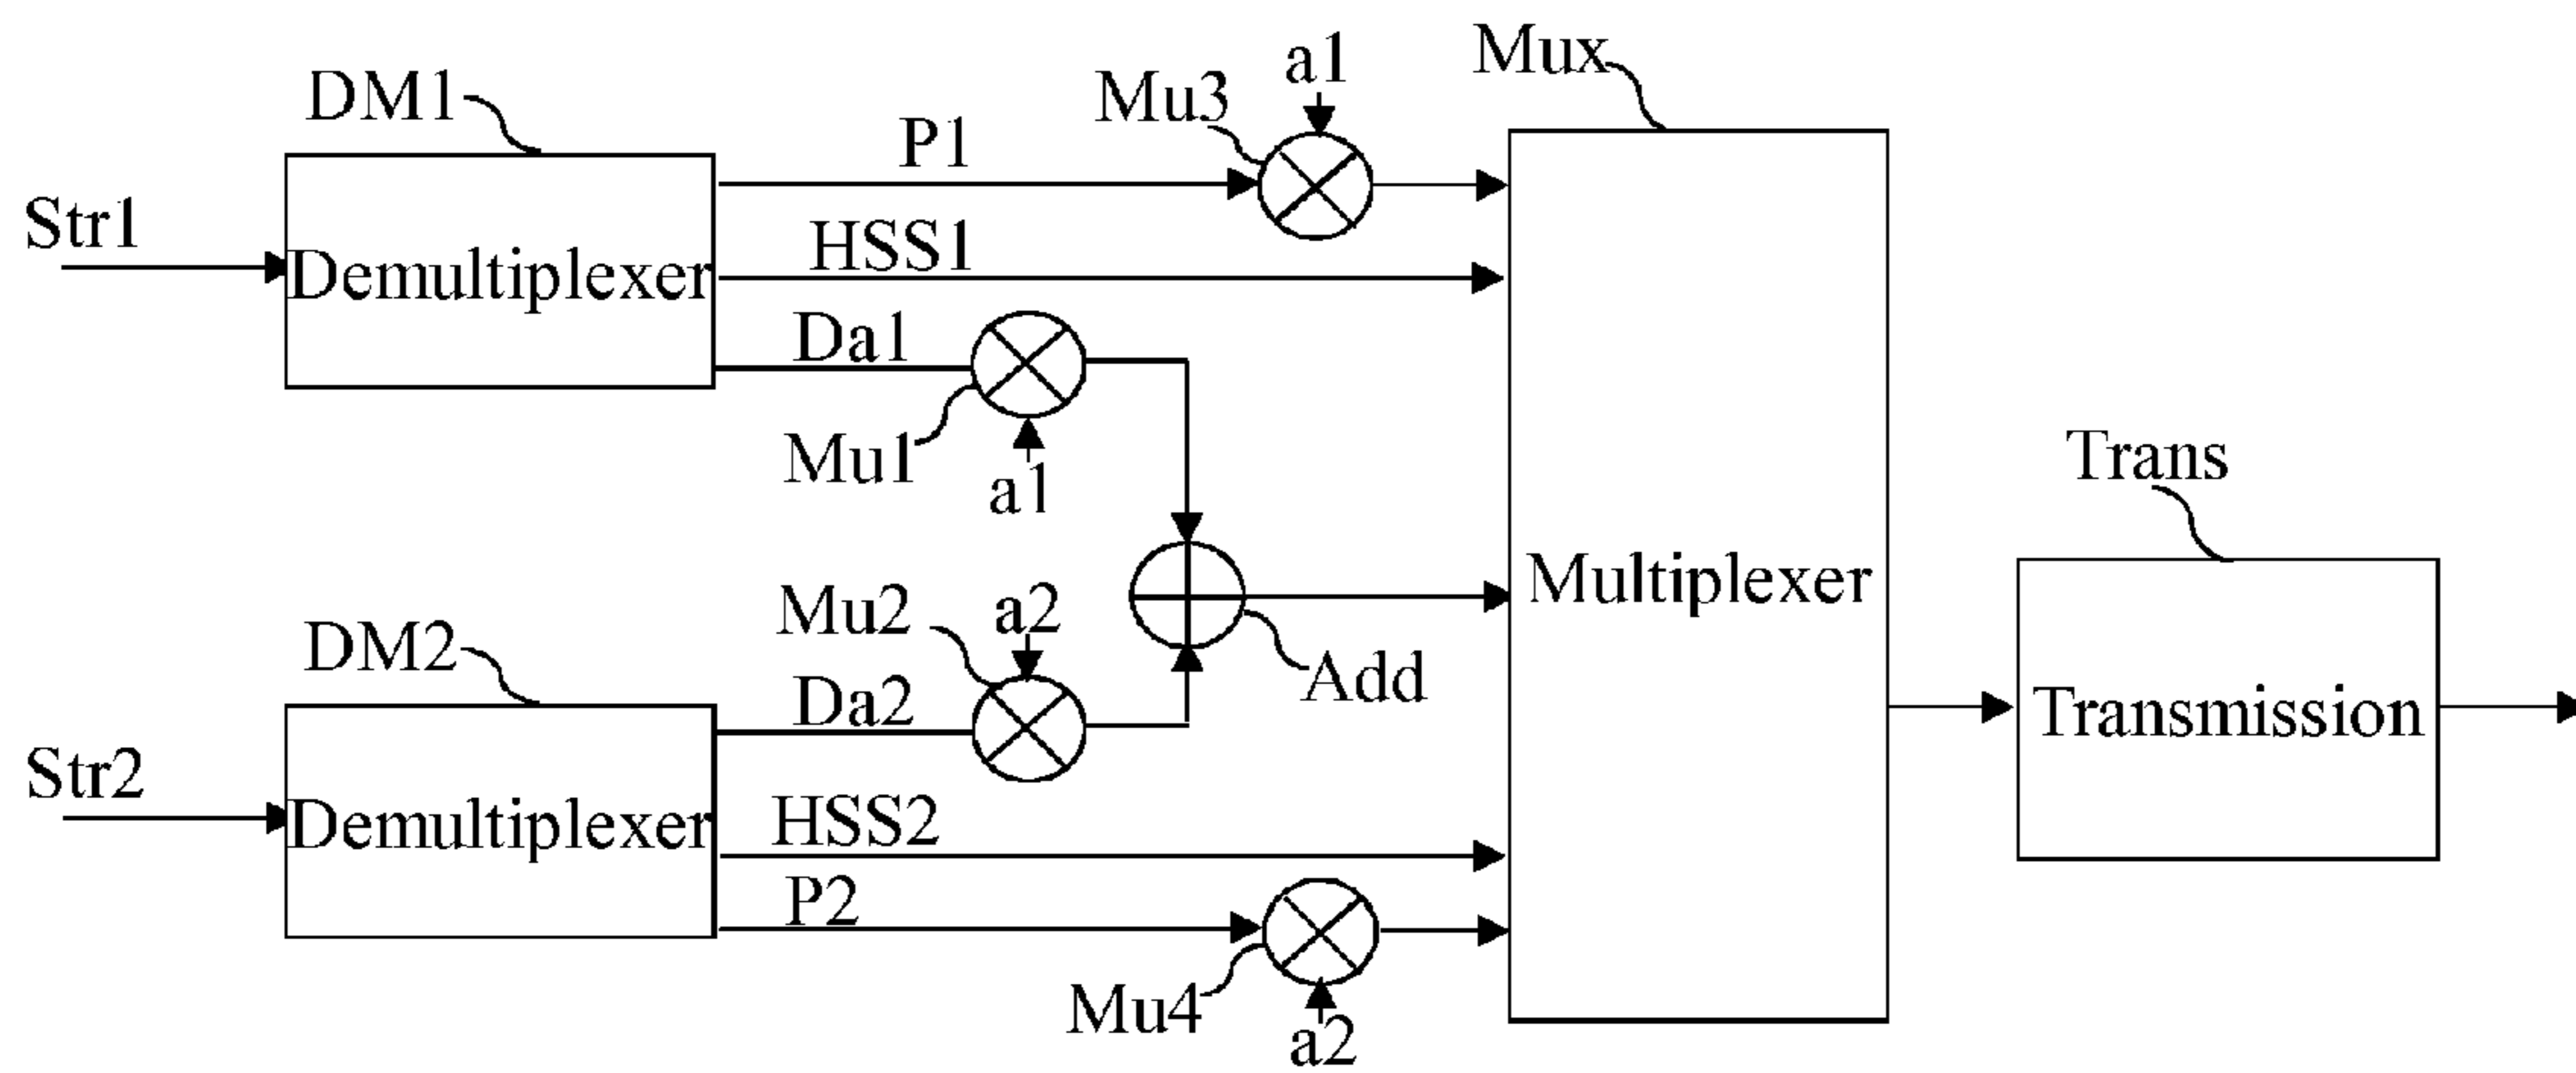 Str1
DM1
Demultiplexer
P1
HSS1
Da1
Mu1
a1
Mu3
a1
Str2
DM2
Demultiplexer
Mu2
a2
Da2
HSS2
P2
Mu4
a2
Add
Mux
Multiplexer
Trans
Transmission